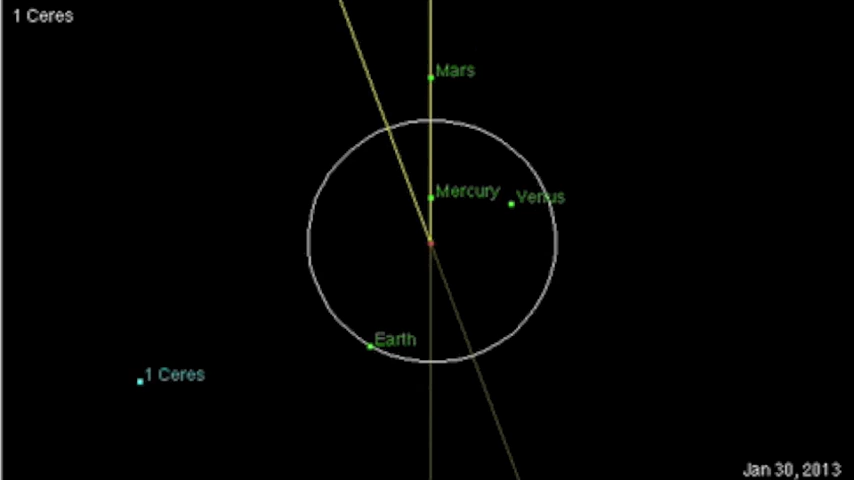 1 Ceres
Mars
Mercury
Venus
Earth
1 Ceres
Jan 30, 2013